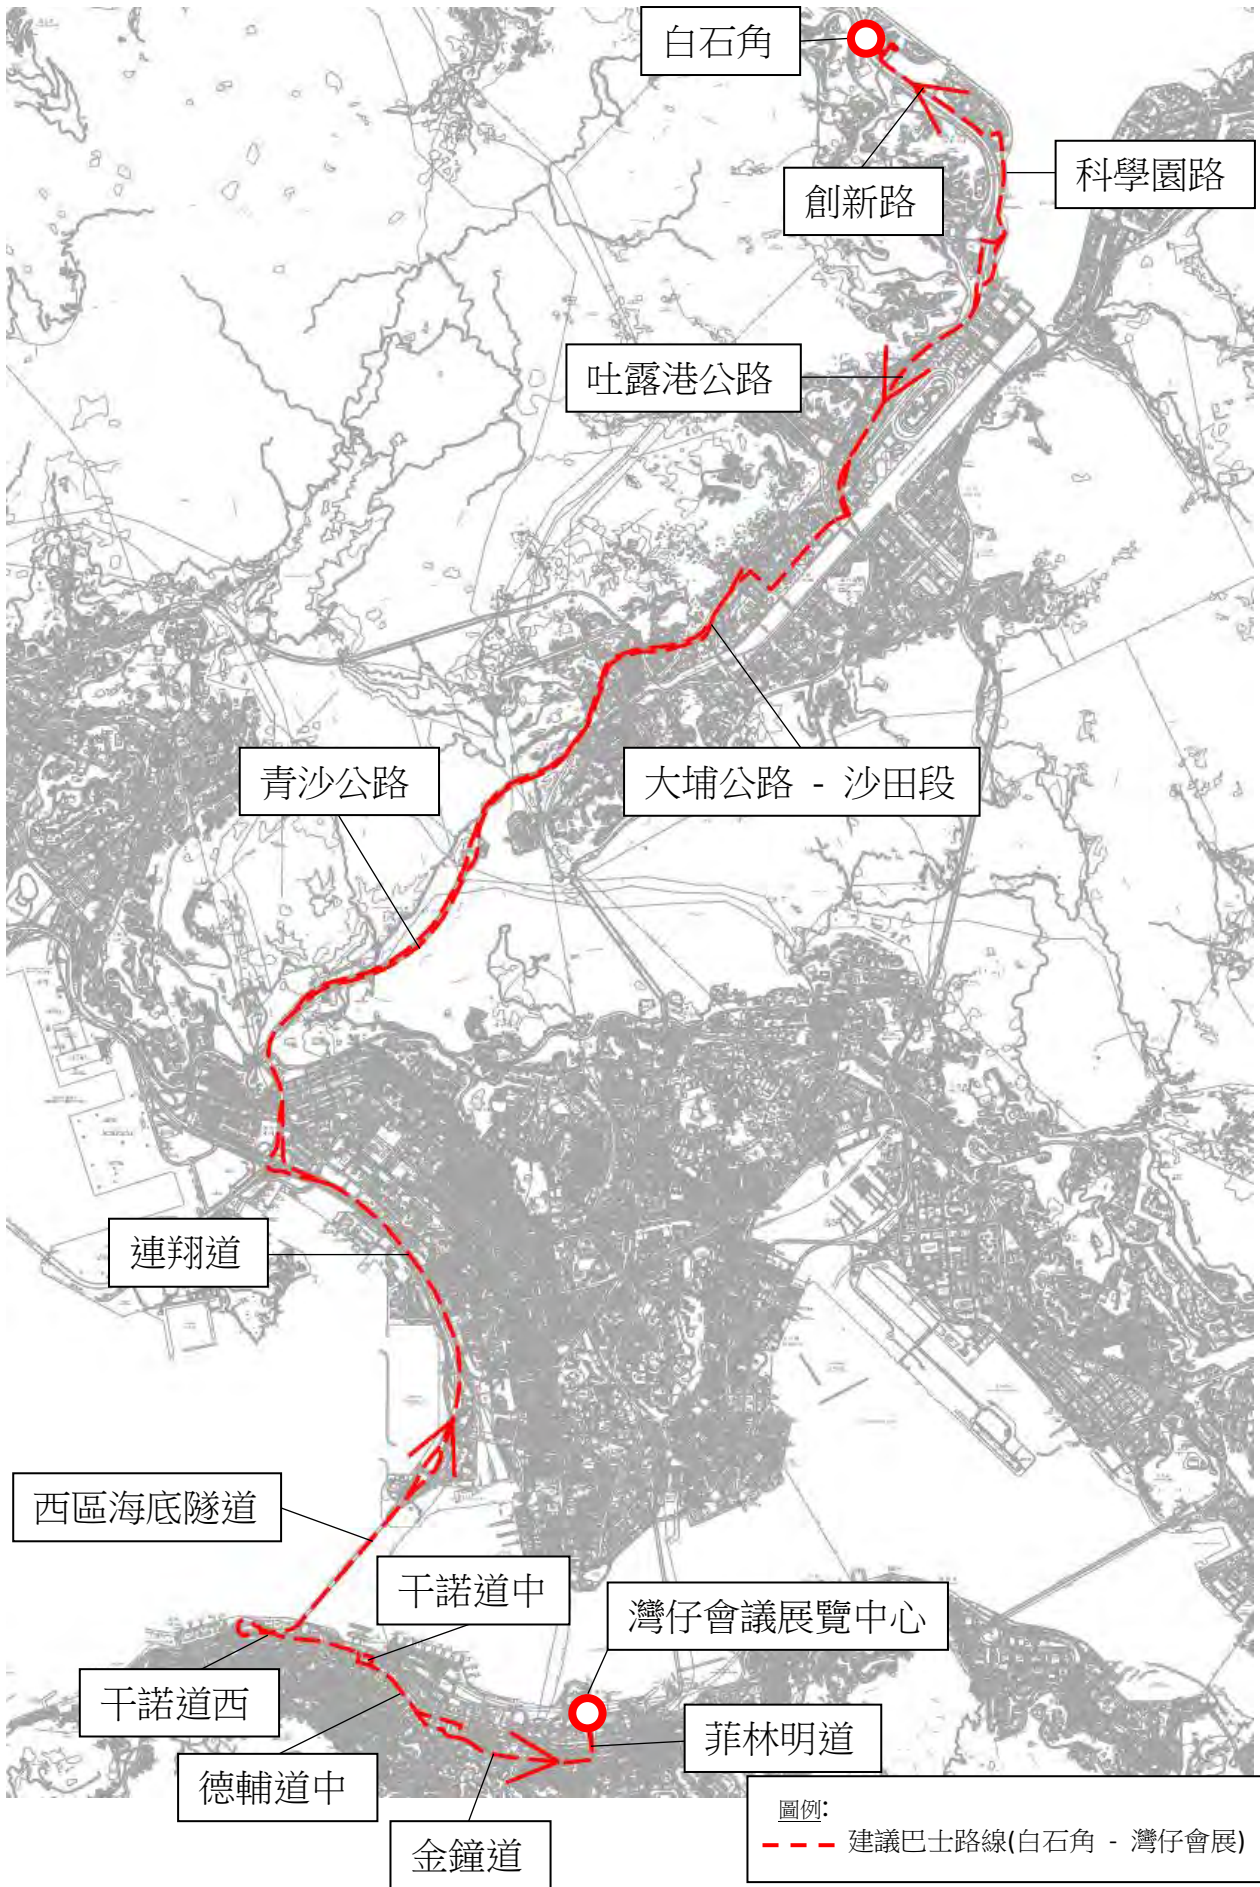 白石角
科學園路
創新路
吐露港公路
青沙公路
大埔公路 - 沙田段
連翔道
西區海底隧道
干諾道中
灣仔會議展覽中心
干諾道西
菲林明道
德輔道中
金鐘道
圖例:
建議巴士路線(白石角 - 灣仔會展)